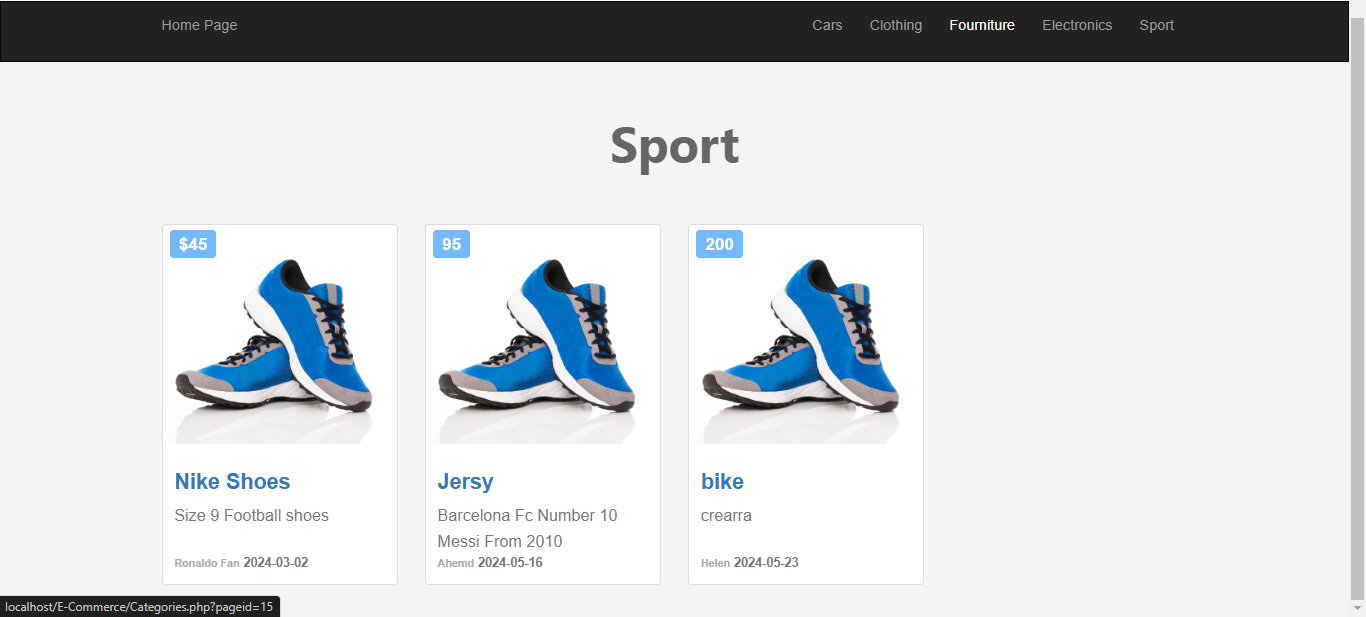 Home Page
Cars Clothing Fourniture Electronics Sport
Sport
$45
Nike Shoes
Size 9 Football shoes
Ronaldo Fan 2024-03-02
95
Jersy
Barcelona Fc Number 10
Messi From 2010
Ahemd 2024-05-16
200
bike
crearra
Helen 2024-05-23
localhost/E-Commerce/Categories.php?pageid=15